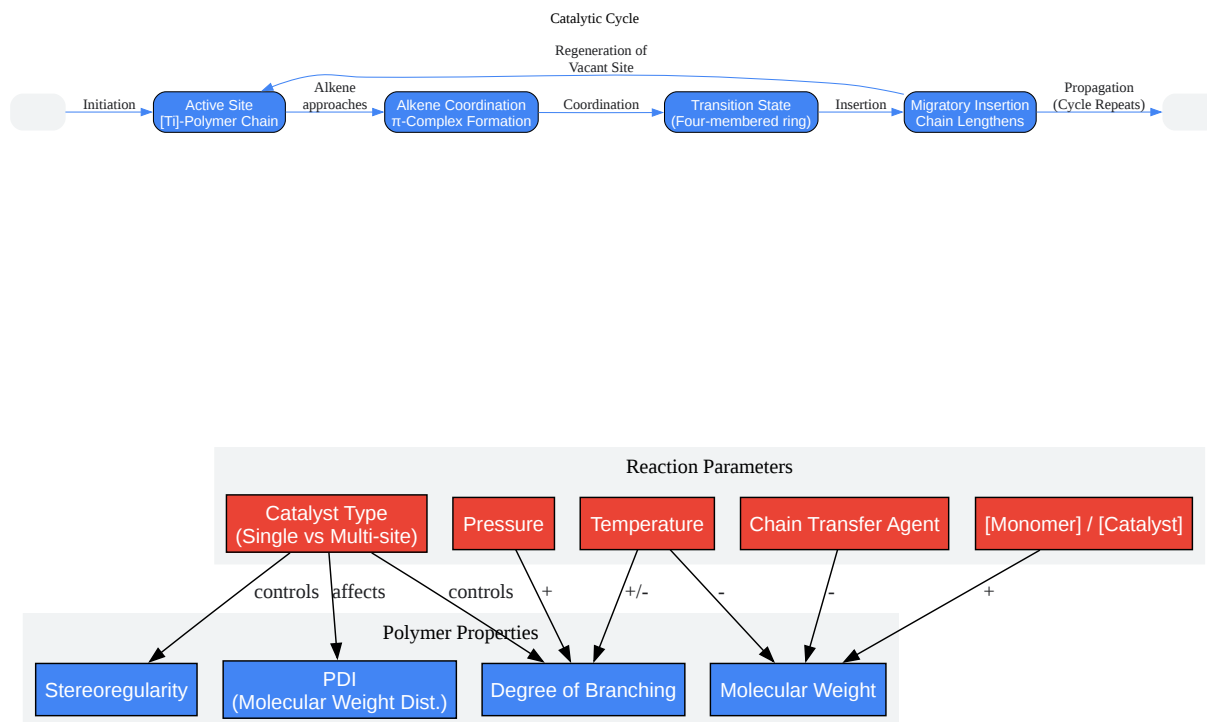 Catalytic Cycle
Regeneration of
Vacant Site
Initiation
Active Site
[Ti]-Polymer Chain
Alkene
approaches
Alkene Coordination
π-Complex Formation
Coordination
Transition State
(Four-membered ring)
Insertion
Migratory Insertion
Chain Lengthens
Propagation
(Cycle Repeats)
Reaction Parameters
Catalyst Type
(Single vs Multi-site)
Pressure
Temperature
Chain Transfer Agent
[Monomer] / [Catalyst]
controls
affects
controls
+
+/-
-
-
+
Polymer Properties
Stereoregularity
PDI
(Molecular Weight Dist.)
Degree of Branching
Molecular Weight